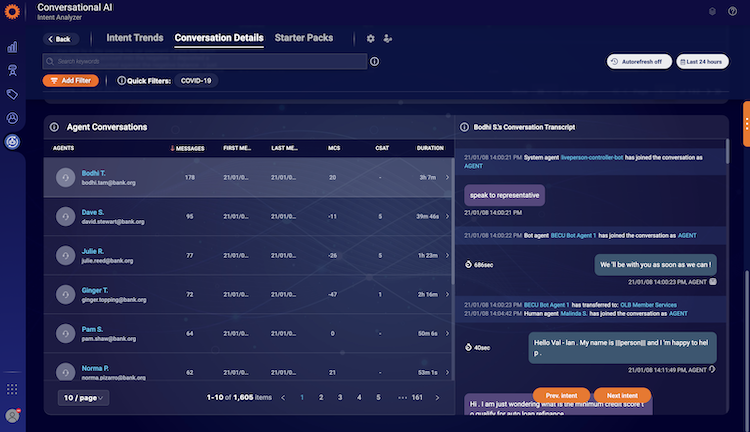 Conversational AI
Intent Analyzer
Back
Intent Trends
Conversation Details
Starter Packs
Search keywords
Autorefresh off
Last 24 hours
Add Filter
Quick Filters:
COVID-19
Agent Conversations
AGENTS MESSAGES FIRST ME... LAST ME... MCS CSAT DURATION
Bodhi T.
bodhi.tam@bank.org
178 21/01/0... 21/01/0... 20 - 3h 7m
Dave S.
david.stewart@bank.org
95 21/01/0... 21/01/0... -11 5 39m 46s
Julie R.
julie.reed@bank.org
77 21/01/0... 21/01/0... -26 5 1h 23m
Ginger T.
ginger.topping@bank.org
72 21/01/0... 21/01/0... -47 1 2h 16m
Pam S.
pam.shaw@bank.org
64 21/01/0... 21/01/0... 0 - 50m 6s
Norma P.
norma.pizarro@bank.org
62 21/01/0... 21/01/0... 21 - 53m 1s
10 / page
1-10 of 1,605 items
1 2 3 4 5 ••• 161
Bodhi S.'s Conversation Transcript
21/01/08 14:00:21 PM System agent liveperson-controller-bot has joined the conversation as
AGENT
speak to representative
21/01/08 14:00:21 PM
21/01/08 14:00:22 PM Bot agent BECU Bot Agent 1 has joined the conversation as AGENT
686sec
We 'll be with you as soon as we can !
21/01/08 14:00:23 PM, AGENT
21/01/08 14:00:23 PM BECU Bot Agent 1 has transferred to: OLB Member Services
21/01/08 14:04:42 PM Human agent Malinda S. has joined the conversation as AGENT
40sec
Hello Val - Ian . My name is |||person||| and I 'm happy to hel
p .
21/01/08 14:11:49 PM, AGENT
Hi . I am just wondering what is the minimum credit score t
o qualify for auto loan refinance
Prev. intent
Next intent